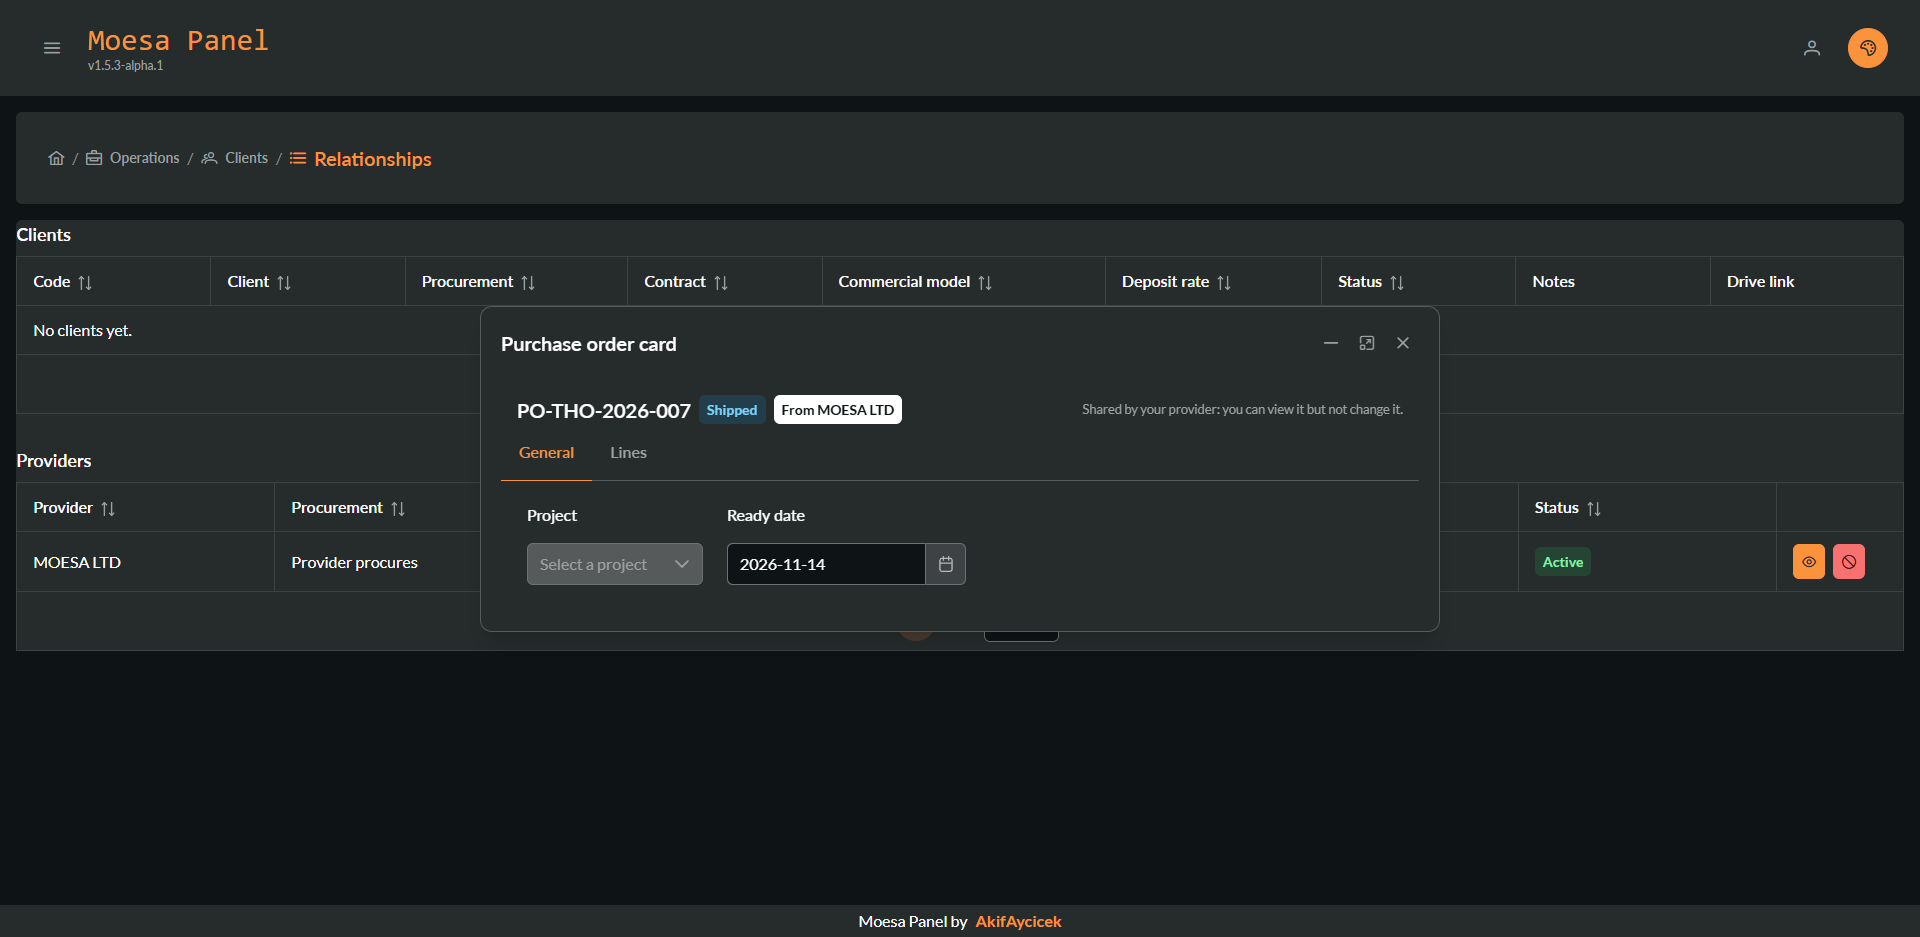 Moesa Panel
v1.5.3-alpha.1
/ Operations / Clients / Relationships
Clients
Code Client Procurement Contract Commercial model Deposit rate Status Notes Drive link
No clients yet.
Purchase order card
PO-THO-2026-007 Shipped From MOESA LTD Shared by your provider: you can view it but not change it.
General Lines
Project Ready date
Select a project 2026-11-14
Providers
Provider Procurement Status
MOESA LTD Provider procures Active
Moesa Panel by AkifAycicek